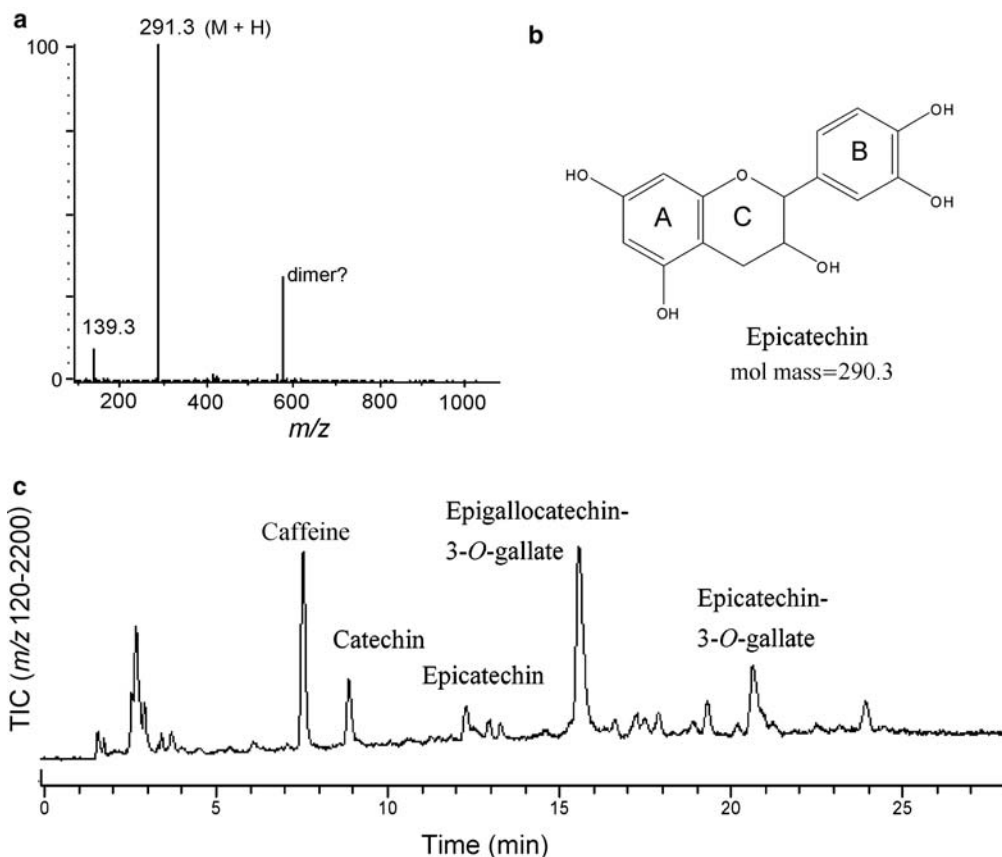 a
291.3 (M + H)
100
dimer?
139.3
0
200 400 600 800 1000
m/z
b
OH
B
HO
O
OH
A
C
OH
OH
Epicatechin
mol mass=290.3
c
TIC (m/z 120-2200)
Caffeine
Catechin
Epicatechin
Epigallocatechin-
3-O-gallate
Epicatechin-
3-O-gallate
0 5 10 15 20 25
Time (min)